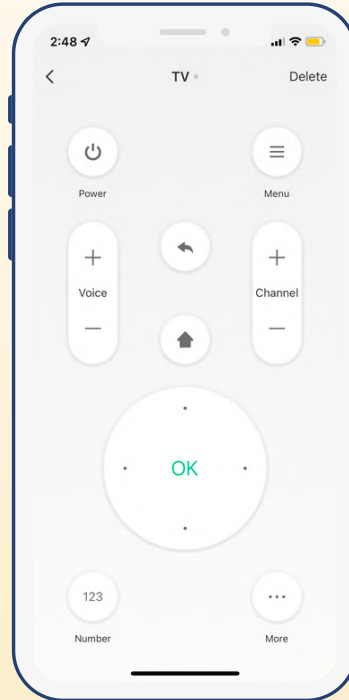 2:48
TV
Delete
Power
Menu
Voice
Channel
OK
123
Number
More